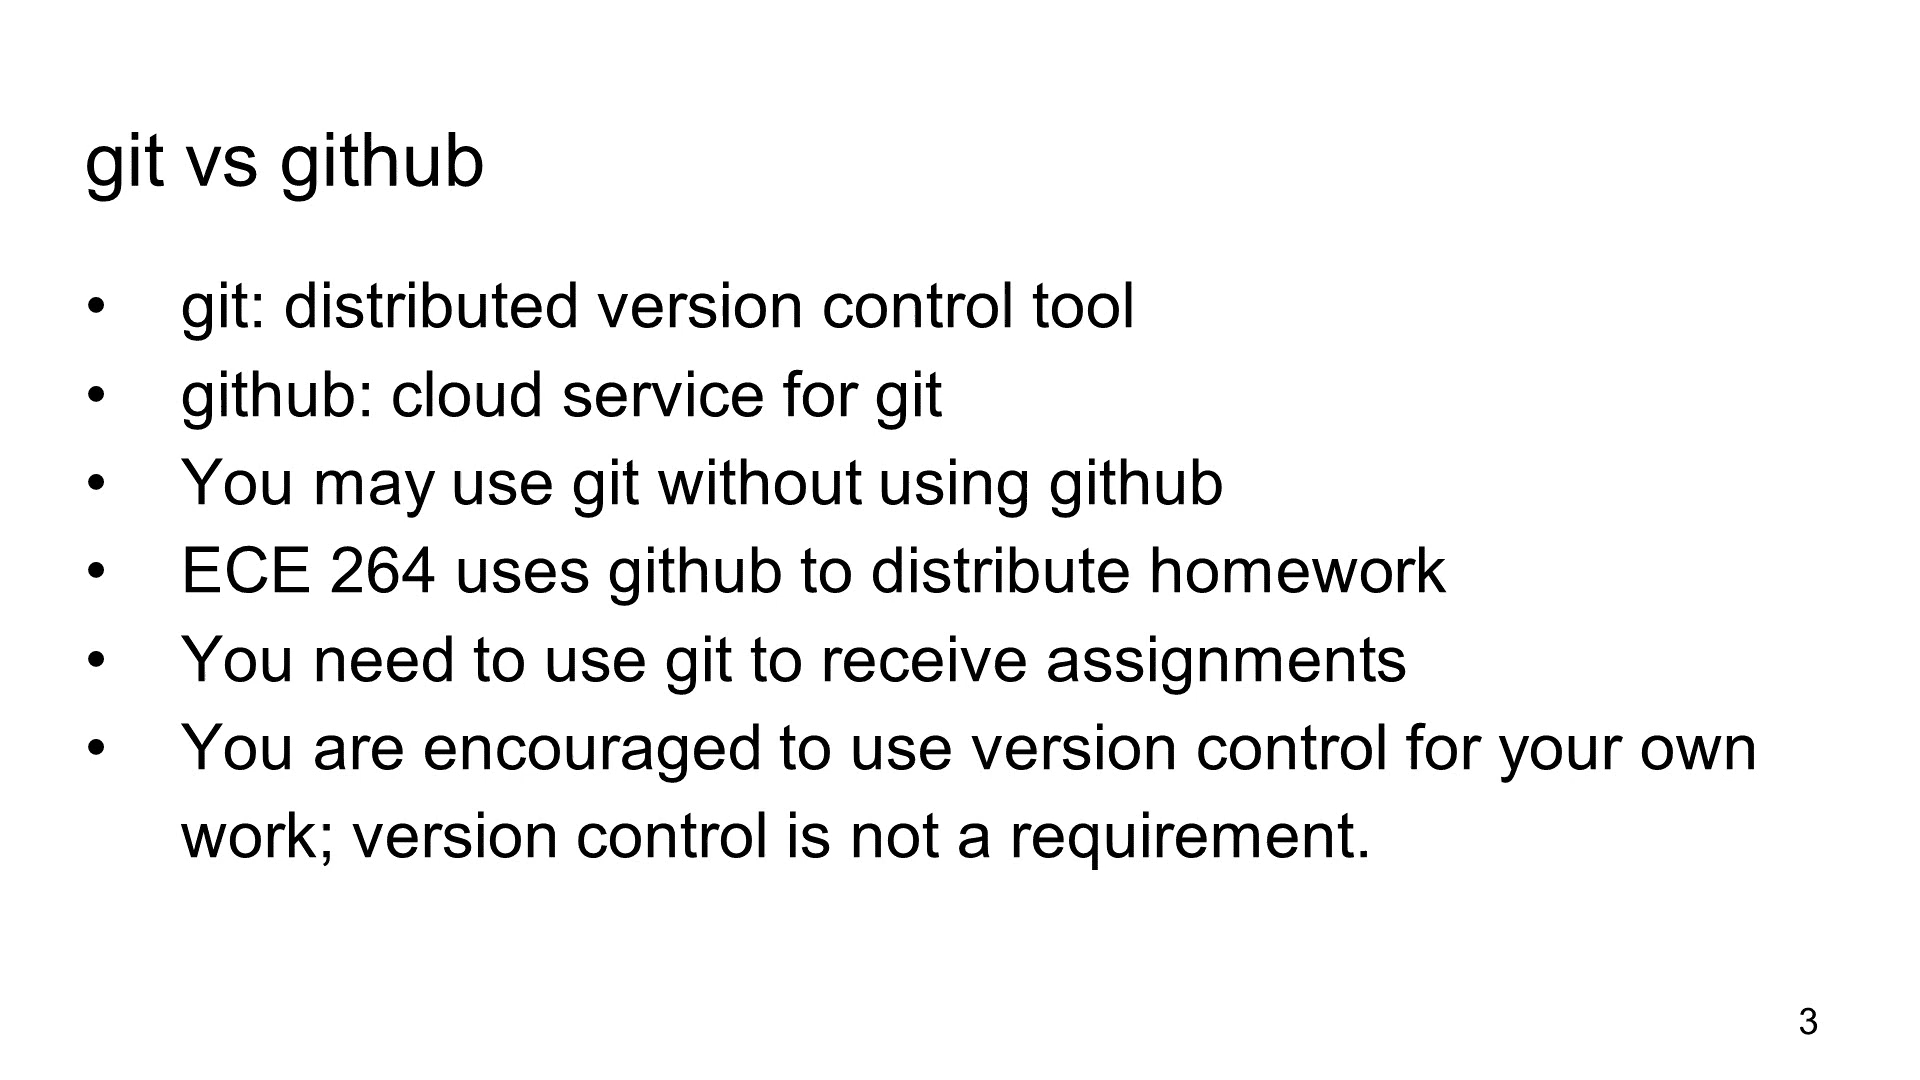 git vs github
• git: distributed version control tool
• github: cloud service for git
• You may use git without using github
• ECE 264 uses github to distribute homework
• You need to use git to receive assignments
• You are encouraged to use version control for your own
work; version control is not a requirement.
3